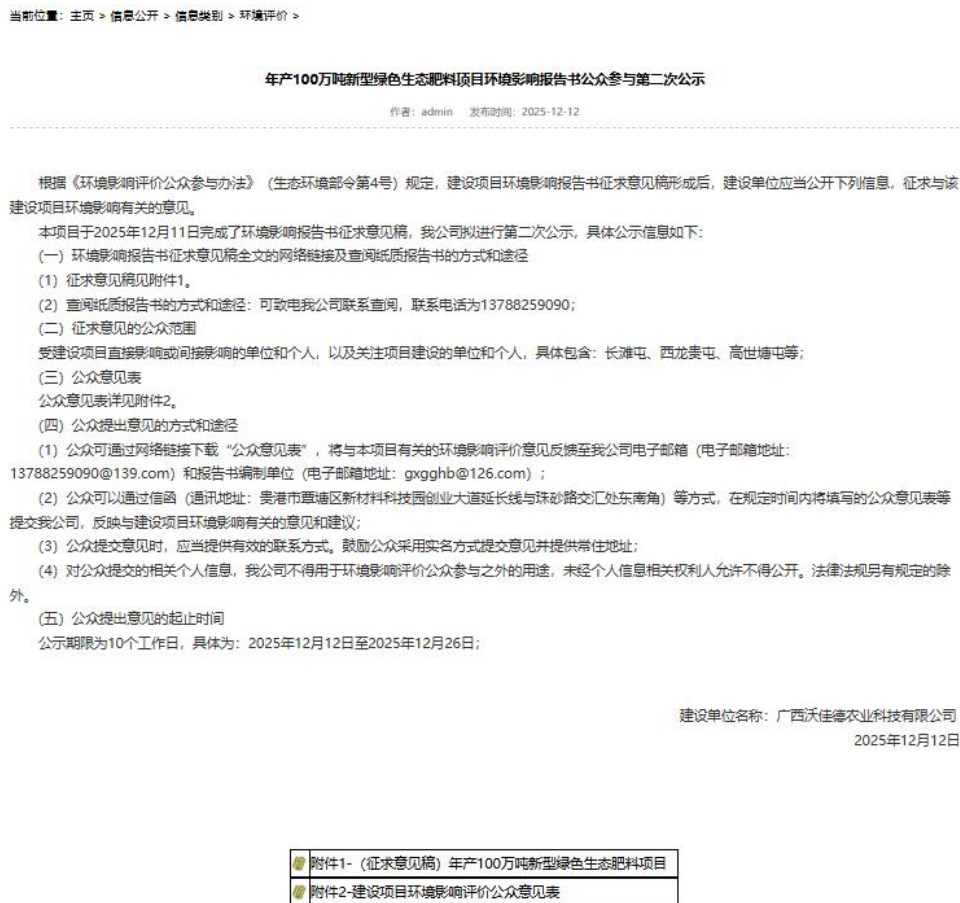 当前位置：主页 > 信息公开 > 信息类别 > 环境评价 >
年产100万吨新型绿色生态肥料项目环境影响报告书公众参与第二次公示
作者：admin 发布时间：2025-12-12
根据《环境影响评价公众参与办法》（生态环境部令第4号）规定，建设项目环境影响报告书征求意见稿形成后，建设单位应当公开下列信息，征求与该
建设项目环境影响有关的意见。
本项目于2025年12月11日完成了环境影响报告书征求意见稿，我公司拟进行第二次公示，具体公示信息如下：
(一）环境影响报告书征求意见稿全文的网络链接及查阅纸质报告书的方式和途径
(1）征求意见稿见附件1。
(2）查阅纸质报告书的方式和途径：可致电我公司联系查阅，联系电话为13788259090；
(二）征求意见的公众范围
受建设项目直接影响或间接影响的单位和个人，以及关注项目建设的单位和个人，具体包含：长滩屯、西龙贵屯、高世塘屯等；
(三）公众意见表
公众意见表详见附件2。
(四）公众提出意见的方式和途径
(1）公众可通过网络链接下载“公众意见表”，将与本项目有关的环境影响评价意见反馈至我公司电子邮箱（电子邮箱地址：
13788259090@139.com）和报告书编制单位（电子邮箱地址：gxgghb@126.com）；
(2）公众可以通过信函（通讯地址：贵港市覃塘区新材料科技园创业大道延长线与珠砂路交汇处东南角）等方式，在规定时间内将填写的公众意见表等
提交我公司，反映与建设项目环境影响有关的意见和建议；
(3）公众提交意见时，应当提供有效的联系方式。鼓励公众采用实名方式提交意见并提供常住地址；
(4）对公众提交的相关个人信息，我公司不得用于环境影响评价公众参与之外的用途，未经个人信息相关权利人允许不得公开。法律法规另有规定的除
外。
(五）公众提出意见的起止时间
公示期限为10个工作日，具体为：2025年12月12日至2025年12月26日；
建设单位名称：广西沃佳德农业科技有限公司
2025年12月12日
附件1-（征求意见稿）年产100万吨新型绿色生态肥料项目
附件2-建设项目环境影响评价公众意见表